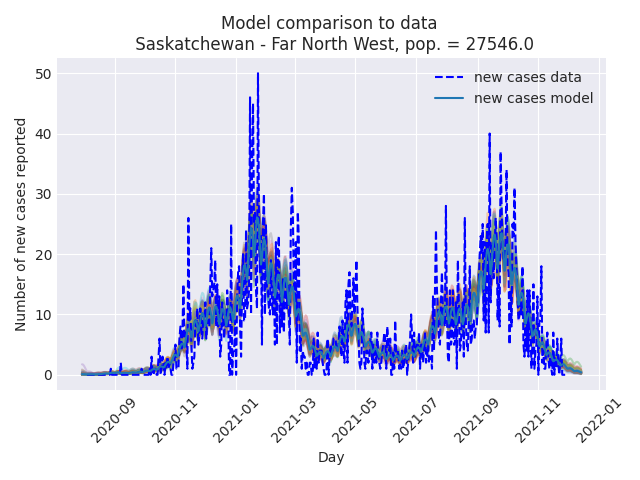 Model comparison to data
Saskatchewan - Far North West, pop. = 27546.0
new cases data
new cases model
Number of new cases reported
50
40
30
20
10
0
2020-09
2020-11
2021-01
2021-03
2021-05
2021-07
2021-09
2021-11
2022-01
Day